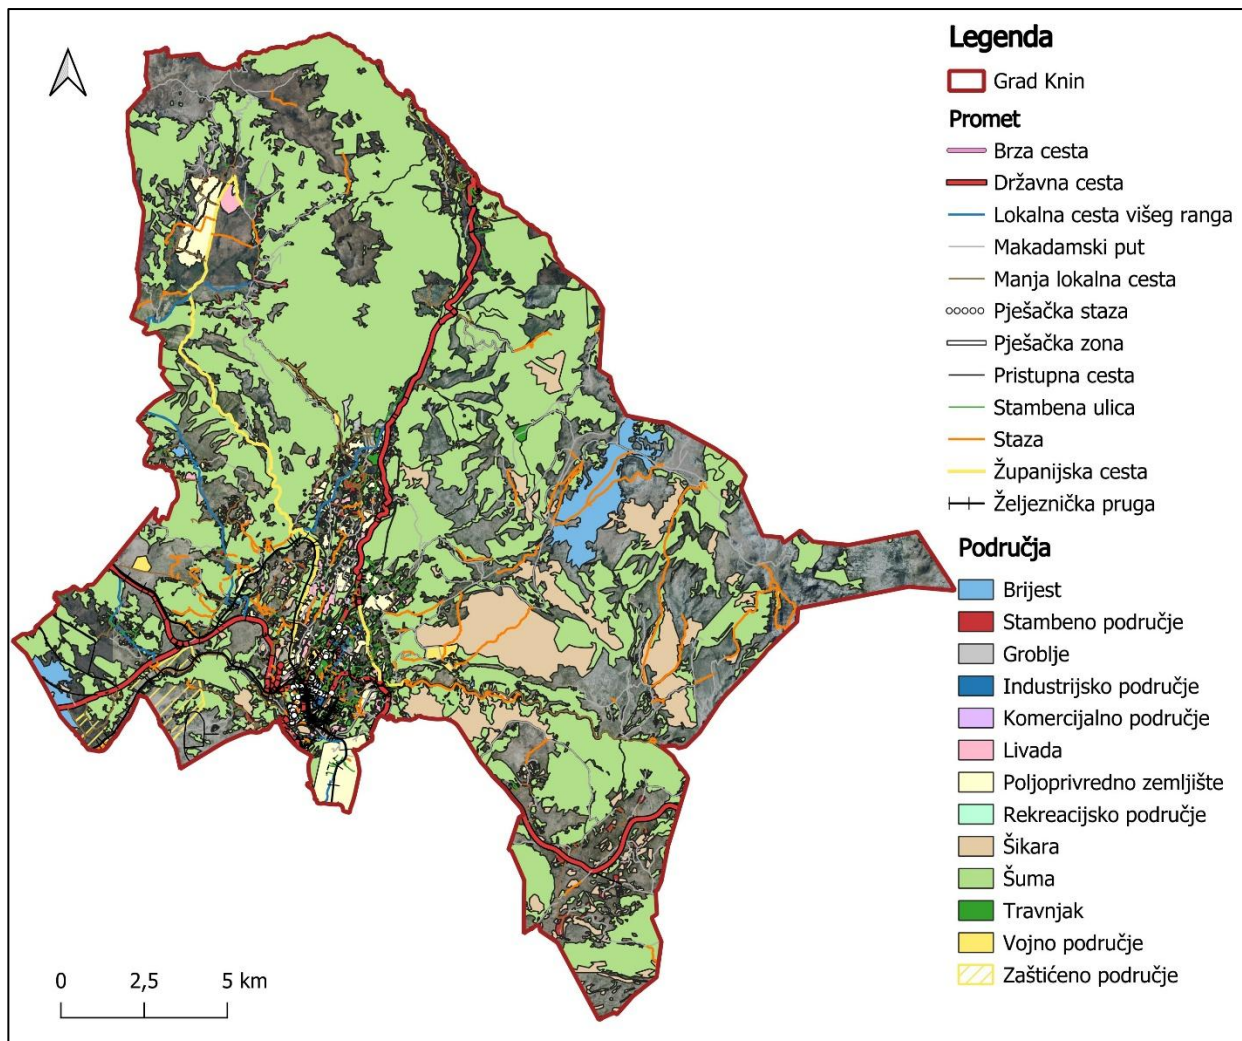 Legenda
Grad Knin
Promet
Brza cesta
Državna cesta
Lokalna cesta višeg ranga
Makadamski put
Manja lokalna cesta
Pješačka staza
Pješačka zona
Pristupna cesta
Stambena ulica
Staza
Županijska cesta
Željeznička pruga
Područja
Brijest
Stambeno područje
Groblje
Industrijsko područje
Komercijalno područje
Livada
Poljoprivredno zemljište
Rekreacijsko područje
Šikara
Šuma
Travnjak
Vojno područje
Zaštićeno područje
0 2,5 5 km